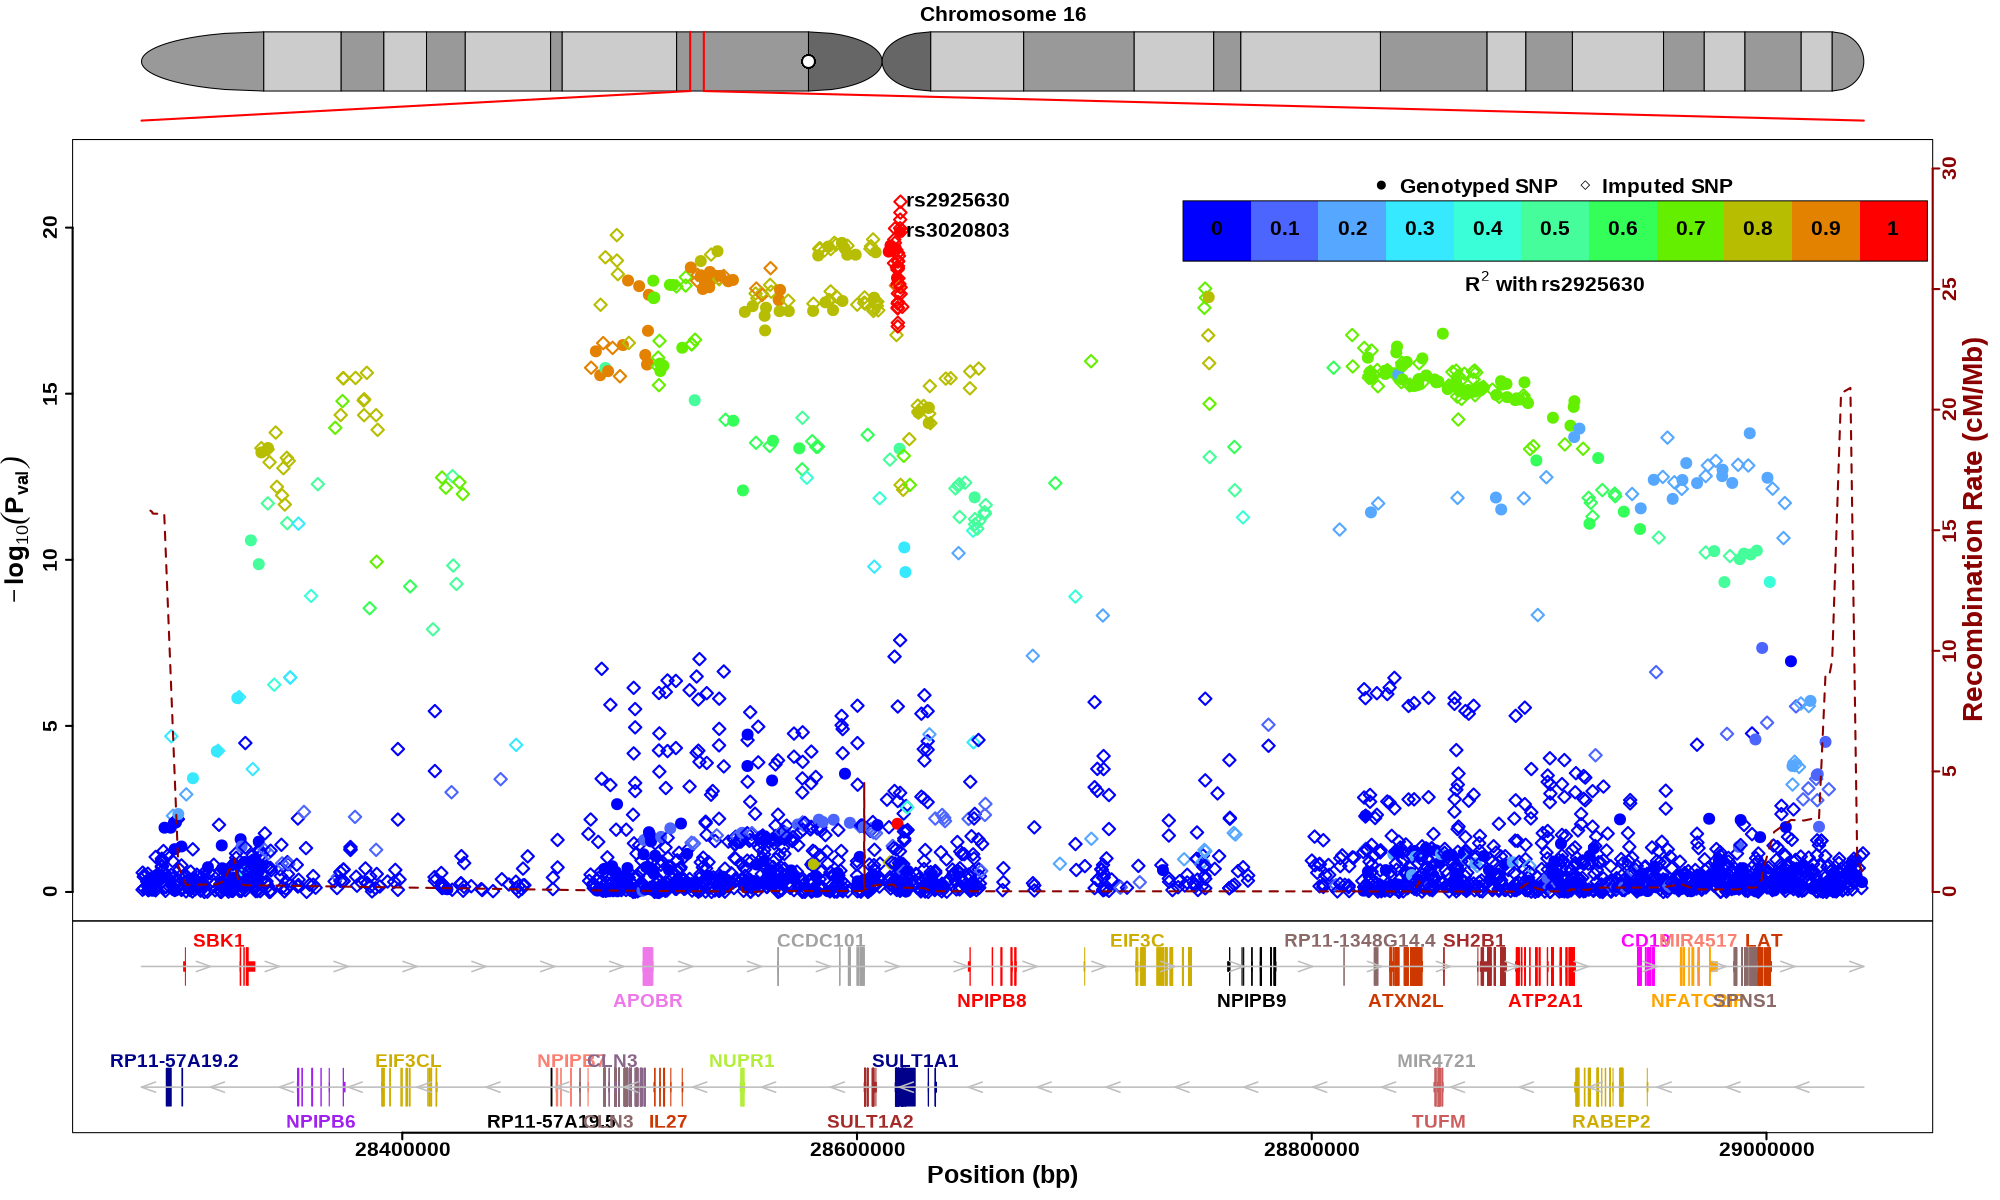 Chromosome 16
rs2925630
rs3020803
Genotyped SNP Imputed SNP
0 0.1 0.2 0.3 0.4 0.5 0.6 0.7 0.8 0.9 1
R2 with rs2925630
−log10(Pval)
0 5 10 15 20
Recombination Rate (cM/Mb)
0 5 10 15 20 25 30
SBK1 CCDC101 EIF3C RP11-1348G14.4 SH2B1 CD19 MIR4517 LAT
APOBR NPIPB8 NPIPB9 ATXN2L ATP2A1 SPNS1
RP11-57A19.2 EIF3CL CLN3 NUPR1 SULT1A1 MIR4721
NPIPB6 RP11-57A19.5 CLN3 IL27 SULT1A2 TUFM RABEP2
28400000 28600000 28800000 29000000
Position (bp)